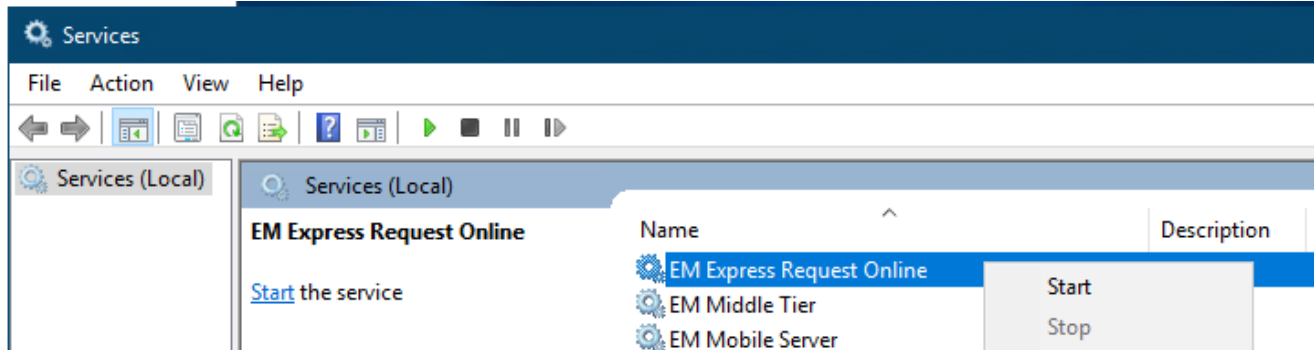 Services
File Action View Help
Services (Local)
Services (Local)
EM Express Request Online
Start the service
Name Description
EM Express Request Online
EM Middle Tier
EM Mobile Server
Start
Stop